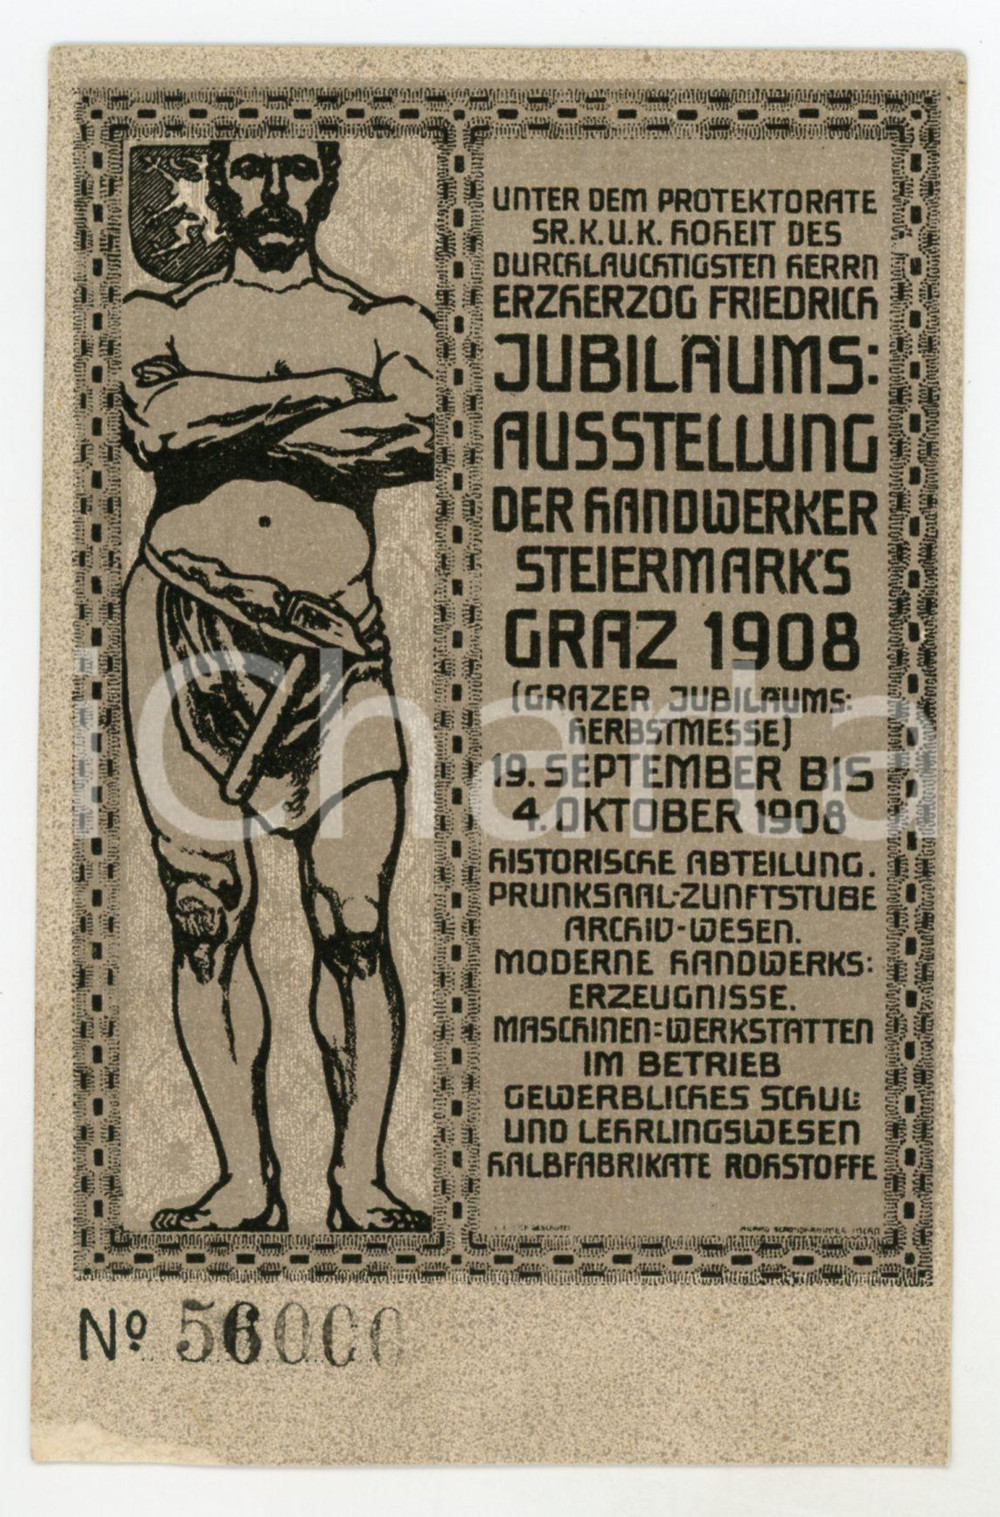 UNTER DEM PROTEKTORATE
SR. K. U. K. HOHEIT DES
DURCHLAUCHTIGSTEN HERRN
ERZHERZOG FRIEDRICH
JUBILÄUMS:
AUSSTELLUNG
DER HANDWERKER
STEIERMARK'S
GRAZ 1908
(GRAZER JUBILÄUMS:
HERBSTMESSE)
19. SEPTEMBER BIS
4. OKTOBER 1908
HISTORISCHE ABTEILUNG.
PRUNKSAAL-ZUNFTSTUBE
ARCHIV-WESEN.
MODERNE HANDWERKS:
ERZEUGNISSE.
MASCHINEN=WERKSTATTEN
IM BETRIEB
GEWERBLICHES SCHUL:
UND LEHRLINGSWESEN
HALBFABRIKATE ROHSTOFFE
Nº 56000
iCharta